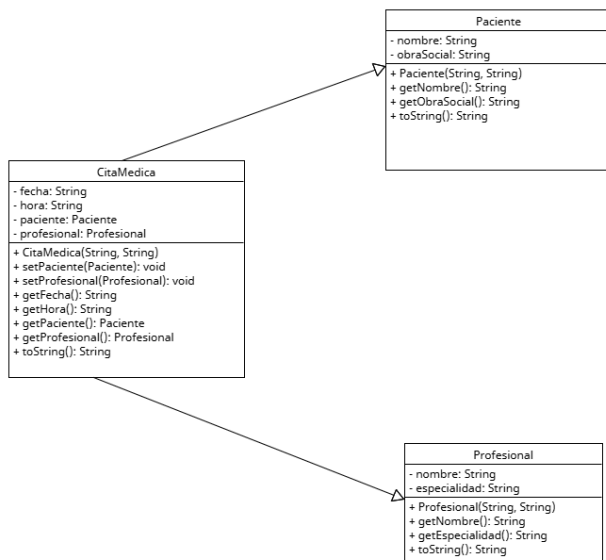 Paciente
- nombre: String
- obraSocial: String
+ Paciente(String, String)
+ getNombre(): String
+ getObraSocial(): String
+ toString(): String
CitaMedica
- fecha: String
- hora: String
- paciente: Paciente
- profesional: Profesional
+ CitaMedica(String, String)
+ setPaciente(Paciente): void
+ setProfesional(Profesional): void
+ getFecha(): String
+ getHora(): String
+ getPaciente(): Paciente
+ getProfesional(): Profesional
+ toString(): String
Profesional
- nombre: String
- especialidad: String
+ Profesional(String, String)
+ getNombre(): String
+ getEspecialidad(): String
+ toString(): String